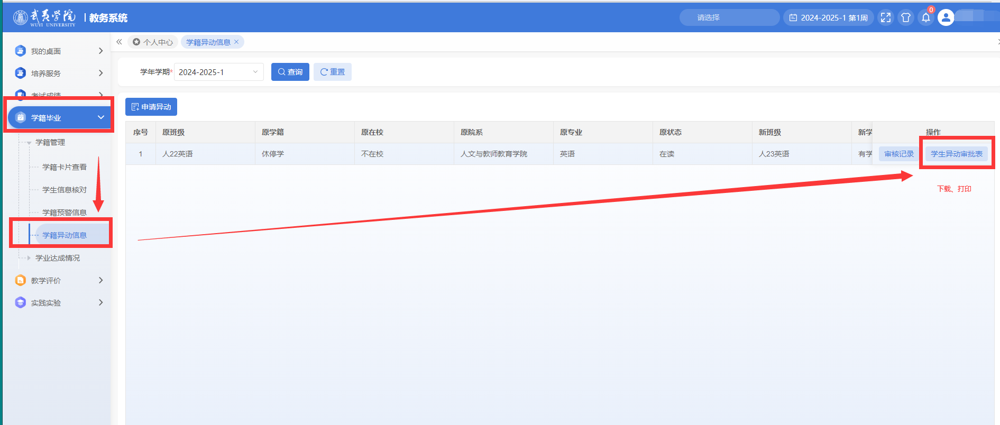 武夷学院
WUYI UNIVERSITY
教务系统
请选择
2024-2025-1 第1周
0
我的桌面
培养服务
考试成绩
学籍毕业
学籍管理
学籍卡片查看
学生信息核对
学籍预警信息
学籍异动信息
学业达成情况
教学评价
实践实验
个人中心
学籍异动信息
学年学期* 2024-2025-1 查询 重置
申请异动
序号 原班级 原学籍 原在校 原院系 原专业 原状态 新班级 新学 操作
1 人22英语 休停学 不在校 人文与教师教育学院 英语 在读 人23英语 有学 审核记录 学生异动审批表
下载、打印